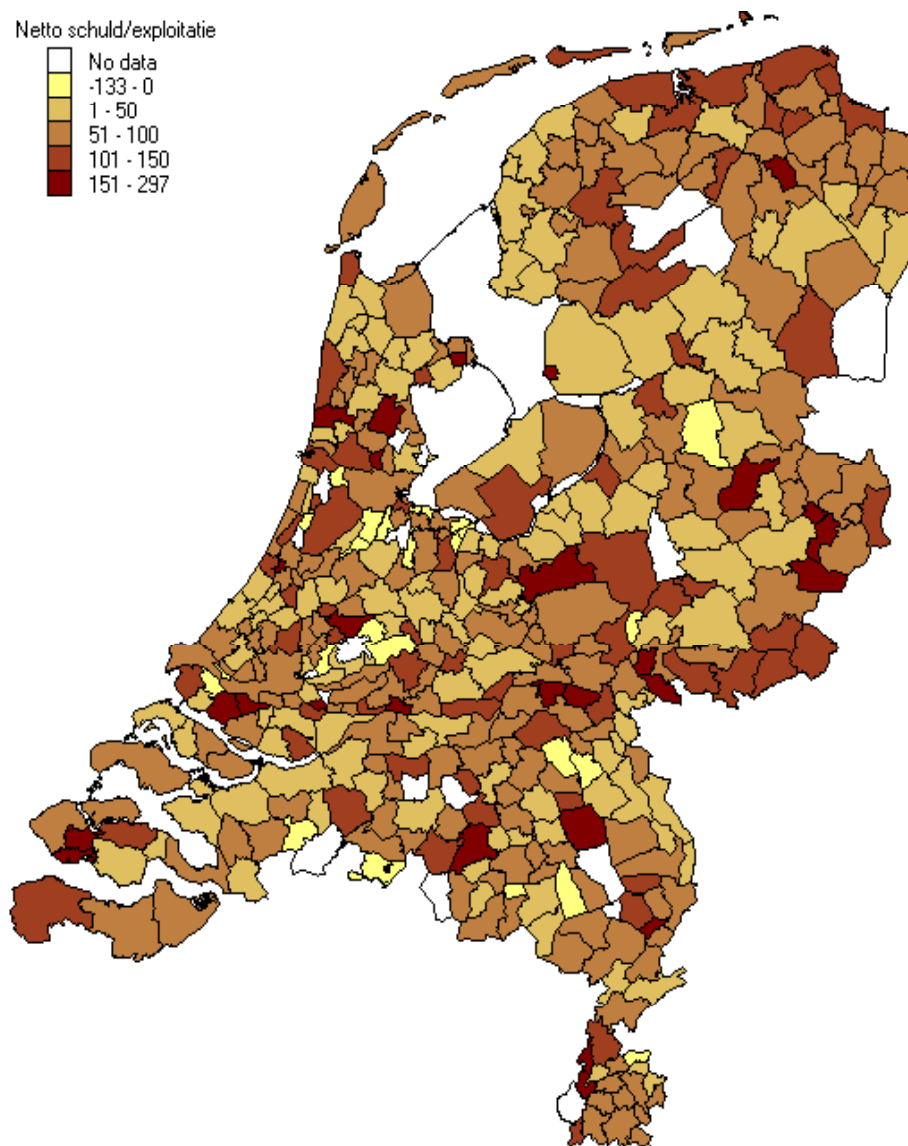 Netto schuld/exploitatie
No data
-133 - 0
1 - 50
51 - 100
101 - 150
151 - 297